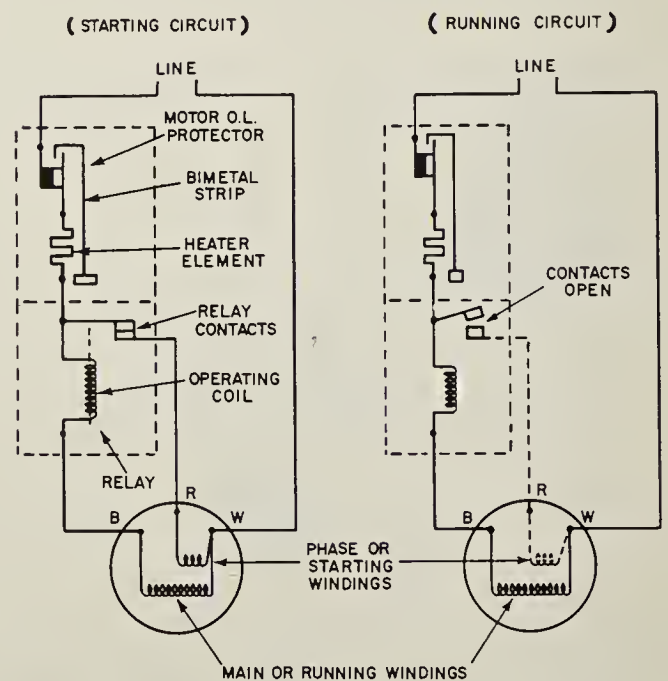 ( STARTING CIRCUIT)
( RUNNING CIRCUIT)
LINE
LINE
MOTOR O.L.
PROTECTOR
BIMETAL
STRIP
HEATER
ELEMENT
RELAY
CONTACTS
OPERATING
COIL
RELAY
CONTACTS
OPEN
B
R
W
B
R
W
PHASE OR
STARTING
WINDINGS
MAIN OR RUNNING WINDINGS